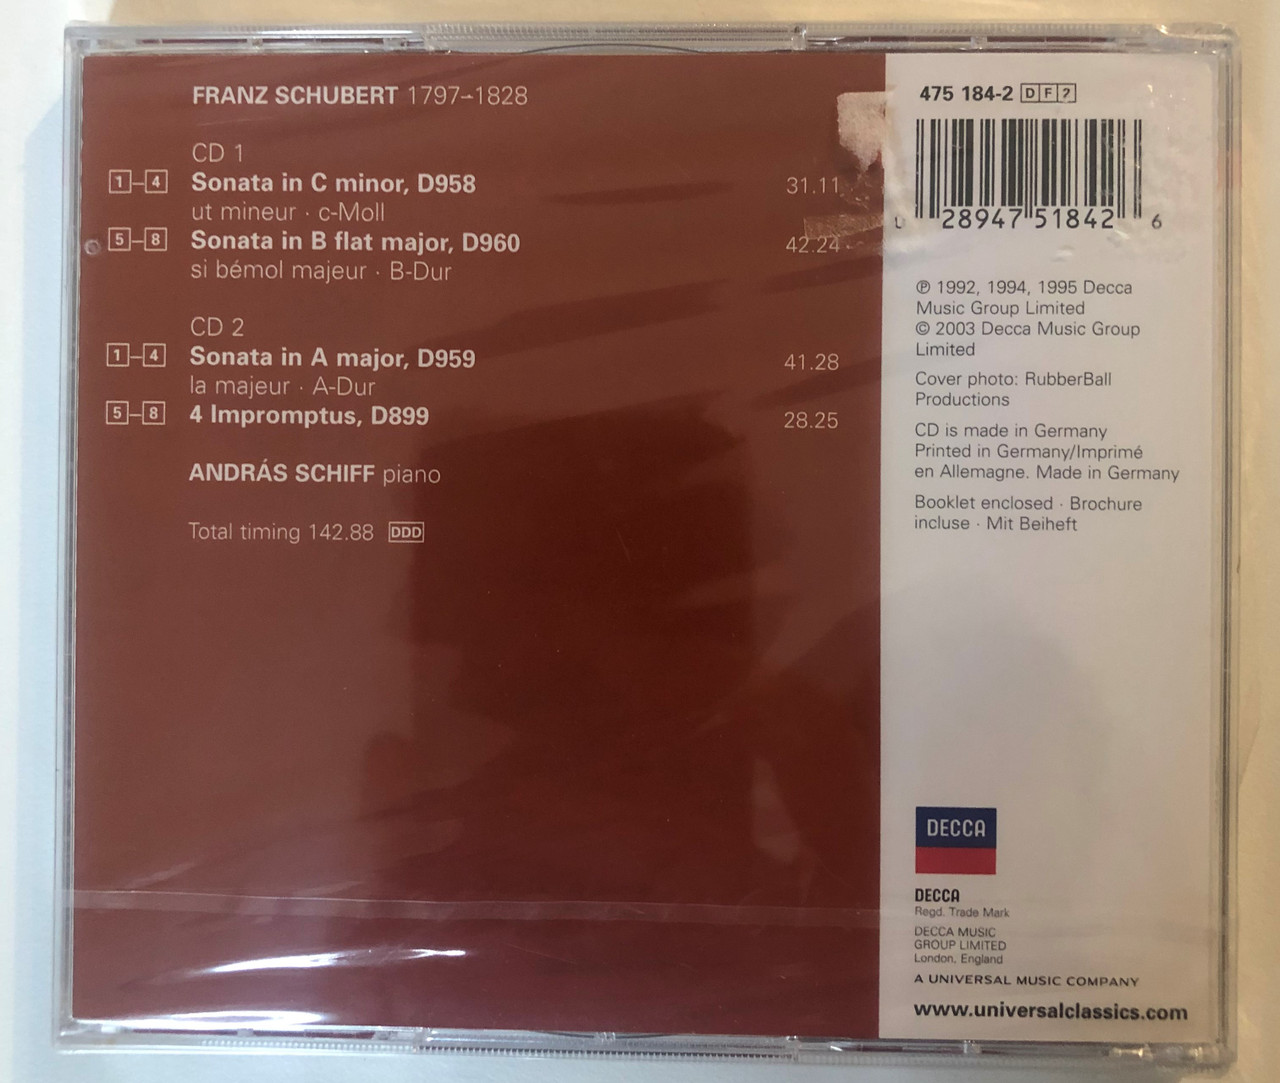 FRANZ SCHUBERT 1797–1828
CD 1
1–4 Sonata in C minor, D958 31.11
ut mineur · c-Moll
5–8 Sonata in B flat major, D960 42.24
si bémol majeur · B-Dur
CD 2
1–4 Sonata in A major, D959 41.28
la majeur · A-Dur
5–8 4 Impromptus, D899 28.25
ANDRÁS SCHIFF piano
Total timing 142.88 DDD
475 184-2 D F ?
28947 51842 6
℗ 1992, 1994, 1995 Decca
Music Group Limited
© 2003 Decca Music Group
Limited
Cover photo: RubberBall
Productions
CD is made in Germany
Printed in Germany/Imprimé
en Allemagne. Made in Germany
Booklet enclosed · Brochure
incluse · Mit Beiheft
DECCA
DECCA
Regd. Trade Mark
DECCA MUSIC
GROUP LIMITED
London, England
A UNIVERSAL MUSIC COMPANY
www.universalclassics.com